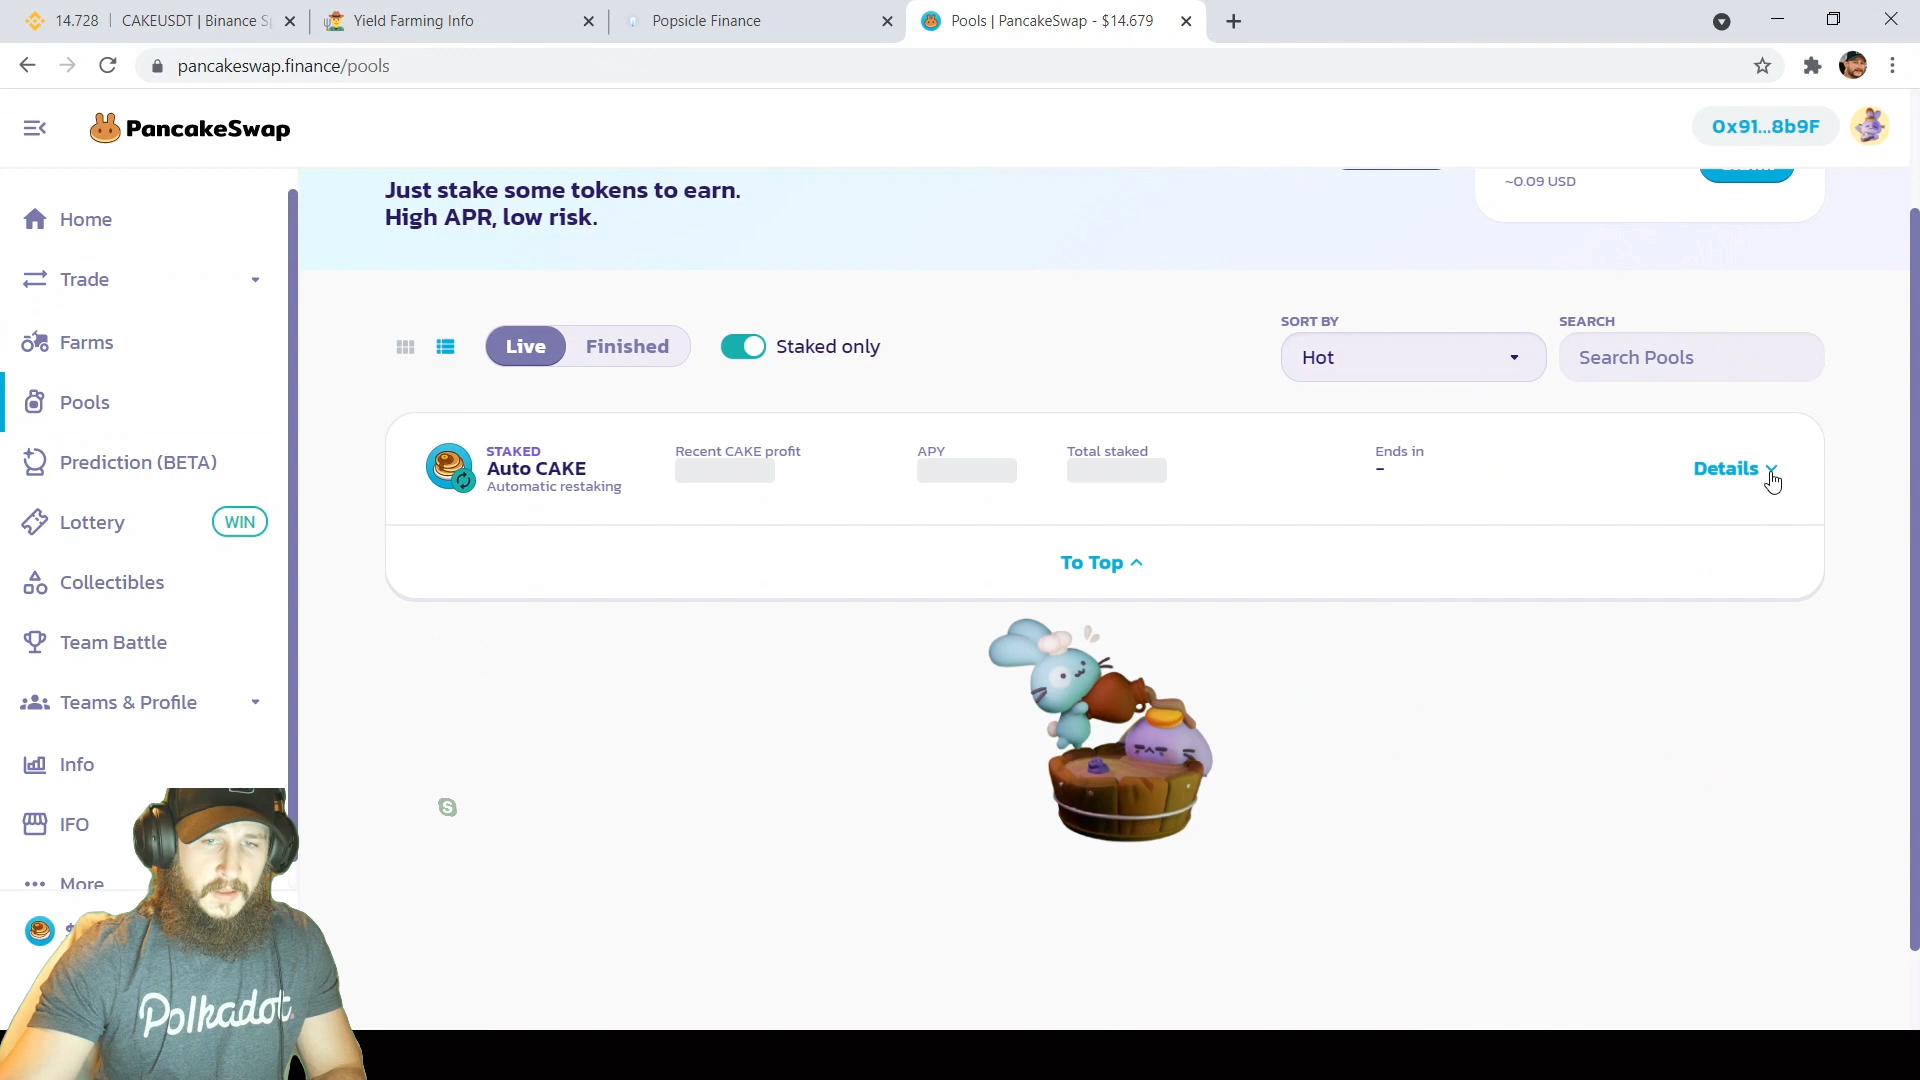 14.728 | CAKEUSDT | Binance Sp
Yield Farming Info
Popsicle Finance
Pools | PancakeSwap - $14.679
pancakeswap.finance/pools
PancakeSwap
0x91...8b9F
Home
Trade
Farms
Pools
Prediction (BETA)
Lottery
WIN
Collectibles
Team Battle
Teams & Profile
Info
IFO
More
Just stake some tokens to earn.
High APR, low risk.
~0.09 USD
Live
Finished
Staked only
SORT BY
Hot
SEARCH
Search Pools
STAKED
Auto CAKE
Automatic restaking
Recent CAKE profit
APY
Total staked
Ends in
-
Details
To Top
S
Polkadot.